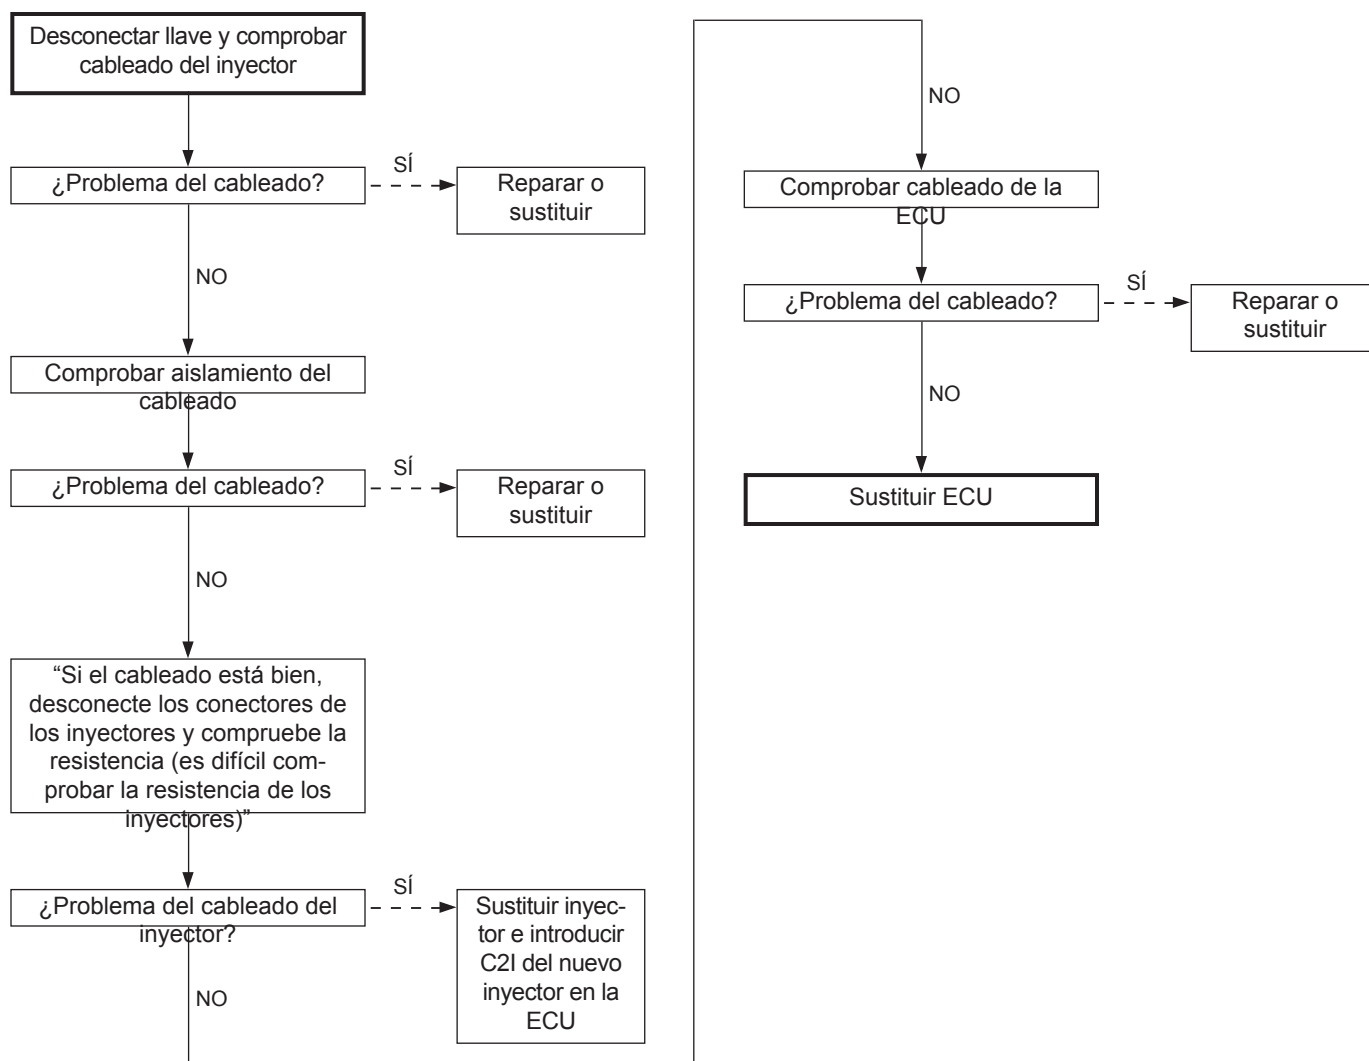 Desconectar llave y comprobar
cableado del inyector
¿Problema del cableado?
SÍ
Reparar o
sustituir
NO
Comprobar aislamiento del
cableado
¿Problema del cableado?
SÍ
Reparar o
sustituir
NO
“Si el cableado está bien,
desconecte los conectores de
los inyectores y compruebe la
resistencia (es difícil com-
probar la resistencia de los
inyectores)”
¿Problema del cableado del
inyector?
SÍ
Sustituir inyec-
tor e introducir
C2I del nuevo
inyector en la
ECU
NO
NO
Comprobar cableado de la
ECU
¿Problema del cableado?
SÍ
Reparar o
sustituir
NO
Sustituir ECU